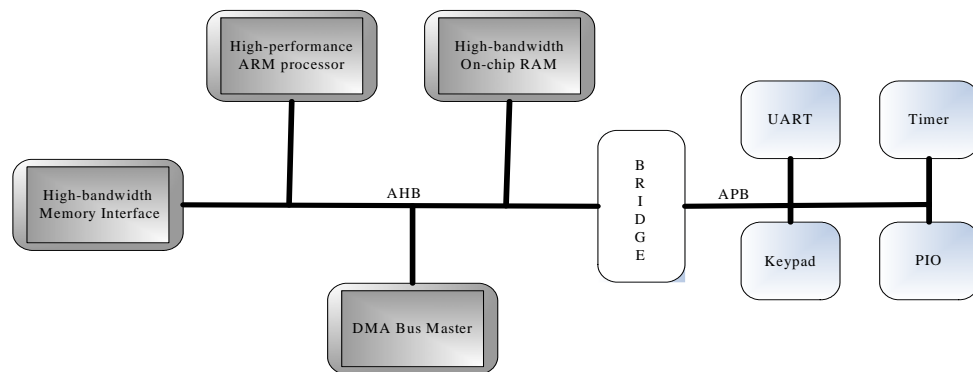 High-performance
ARM processor
High-bandwidth
On-chip RAM
UART
Timer
High-bandwidth
Memory Interface
AHB
B
R
I
D
G
E
APB
Keypad
PIO
DMA Bus Master